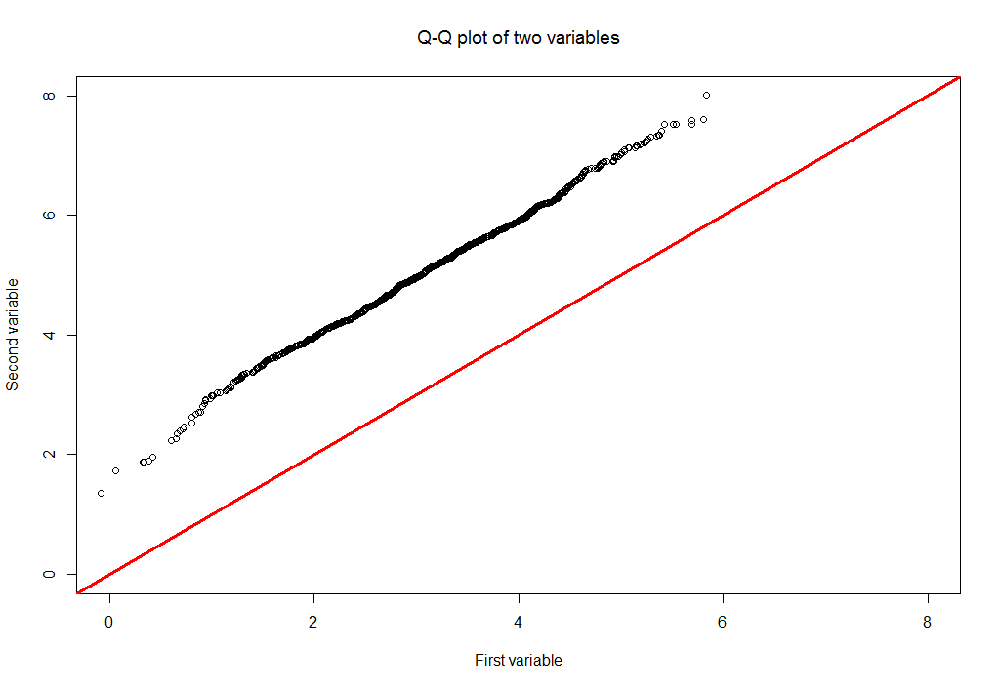 Q-Q plot of two variables
Second variable
8
6
4
2
0
0 2 4 6 8
First variable